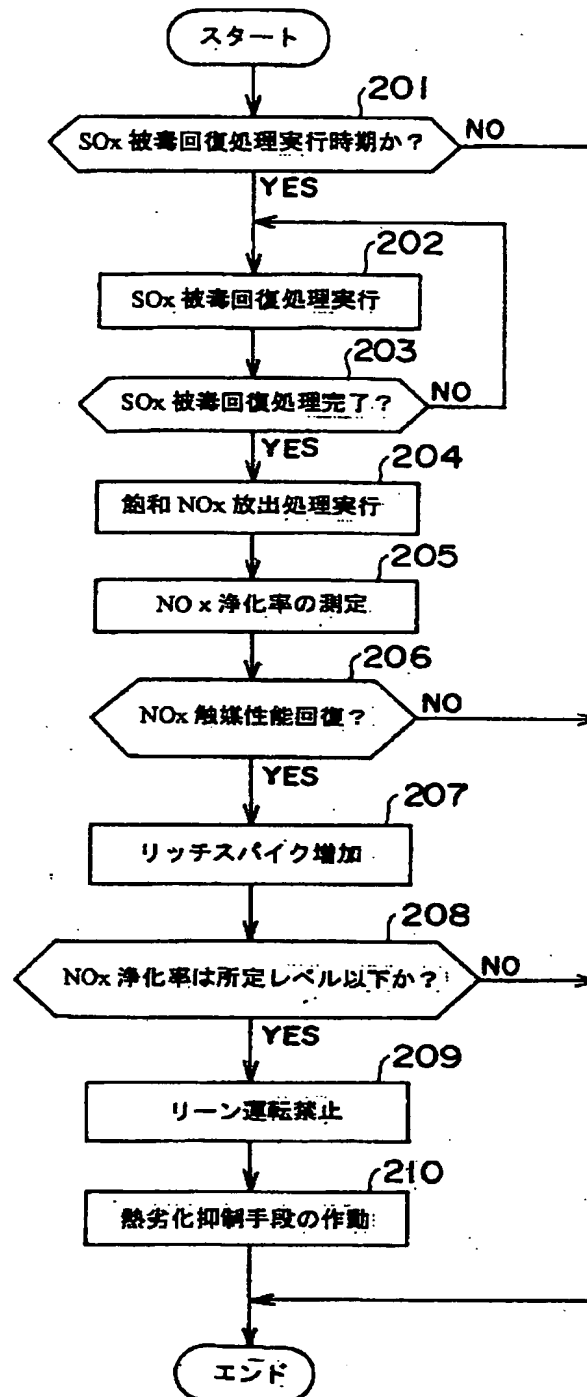 スタート
201
SOx 被毒回復処理実行時期か?
NO
YES
202
SOx 被毒回復処理実行
203
SOx 被毒回復処理完了?
NO
YES
204
飽和 NOx 放出処理実行
205
NOx 浄化率の測定
206
NOx 触媒性能回復?
NO
YES
207
リッチスパイク増加
208
NOx 浄化率は所定レベル以下か?
NO
YES
209
リーン運転禁止
210
熱劣化抑制手段の作動
エンド